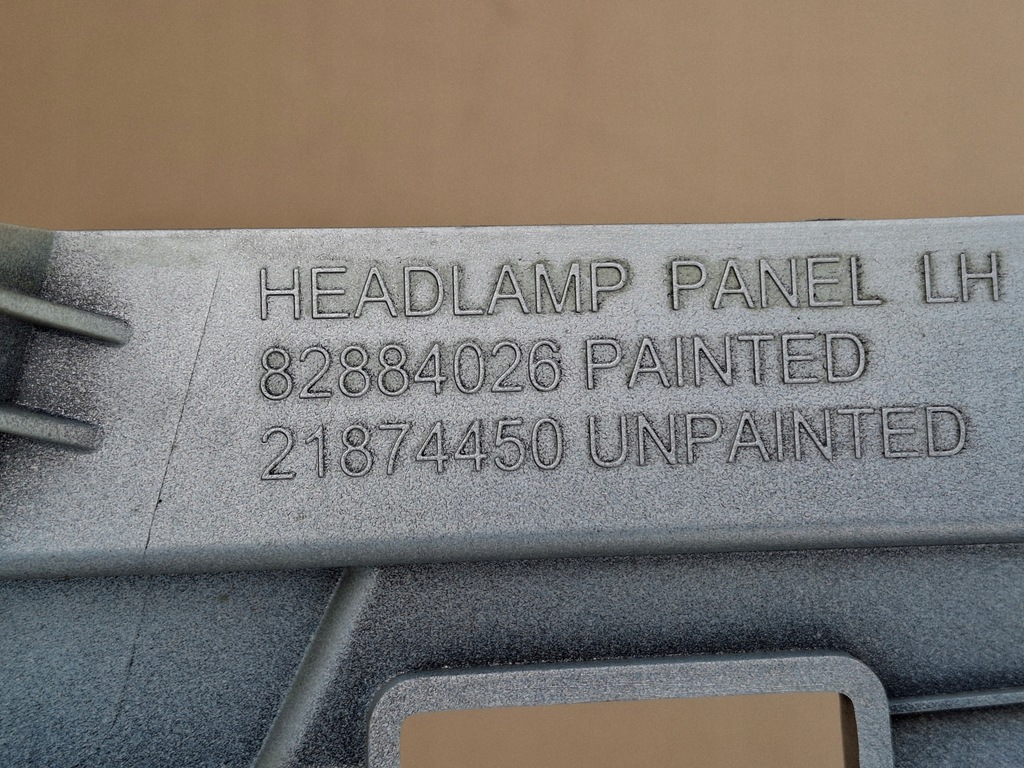 HEADLAMP PANEL LH
82884026 PAINTED
21874450 UNPAINTED